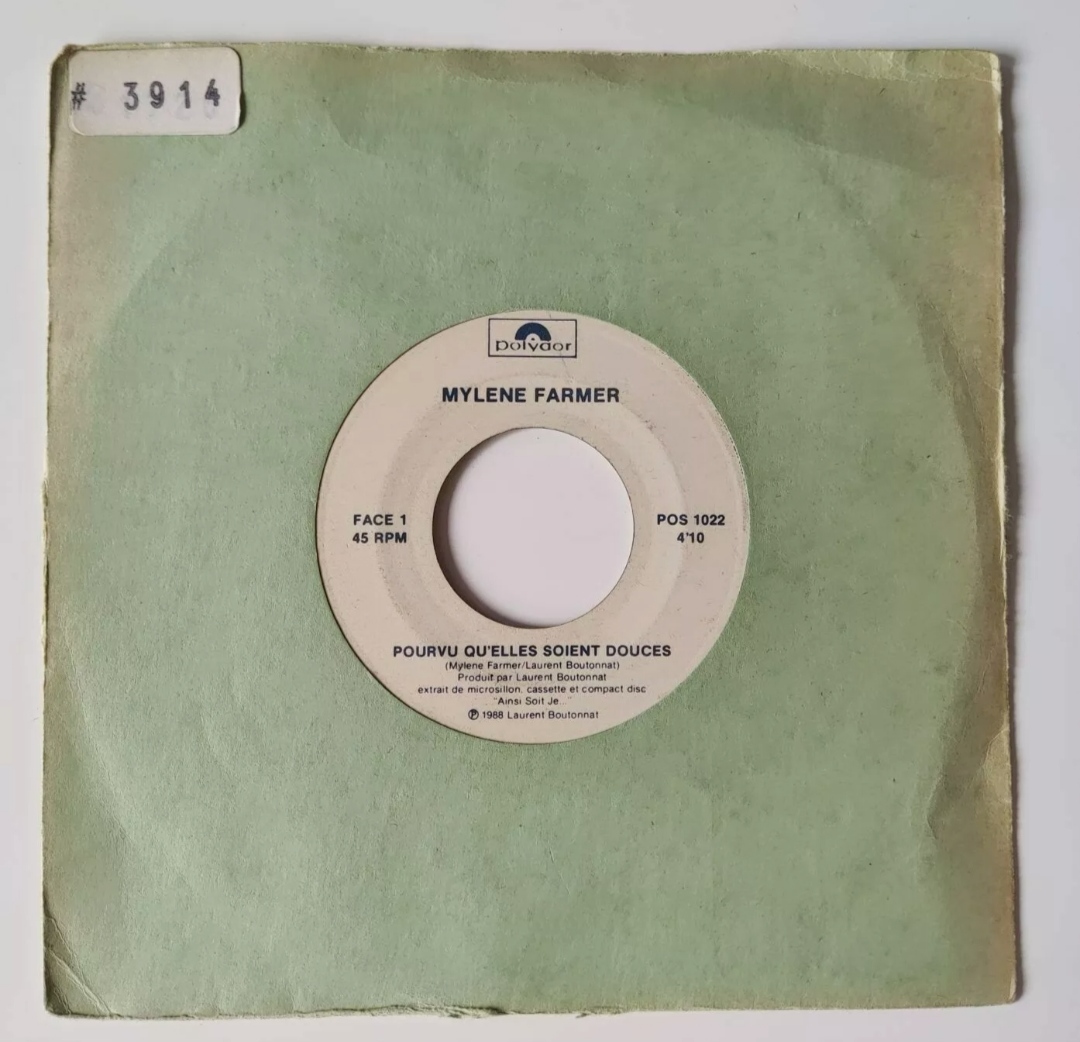 # 3914
polydor
MYLENE FARMER
FACE 1
45 RPM
POS 1022
4'10
POURVU QU'ELLES SOIENT DOUCES
(Mylene Farmer/Laurent Boutonnat)
Produit par Laurent Boutonnat
extrait de microsillon, cassette et compact disc
"Ainsi Soit Je..."
℗ 1988 Laurent Boutonnat